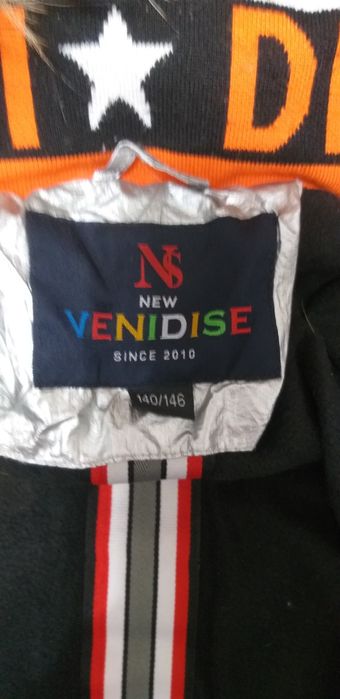 D
NS
NEW
VENIDISE
SINCE 2010
140/146